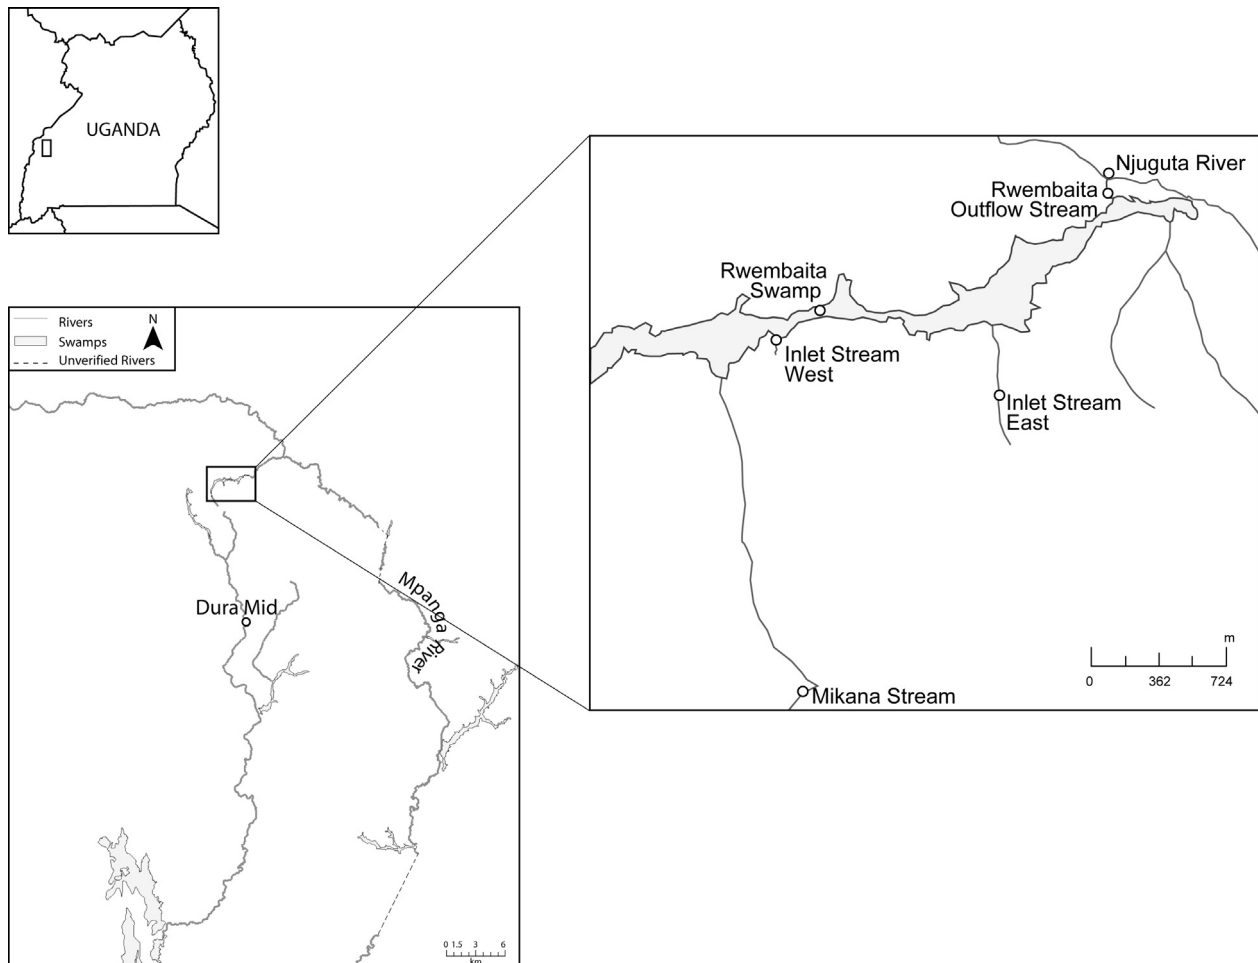 UGANDA
Rivers
N
Swamps
Unverified Rivers
Dura Mid
Mpanga
River
0 1.5 3 6
km
Njuguta River
Rwembaita
Outflow Stream
Rwembaita
Swamp
Inlet Stream
West
Inlet Stream
East
Mikana Stream
m
0 362 724